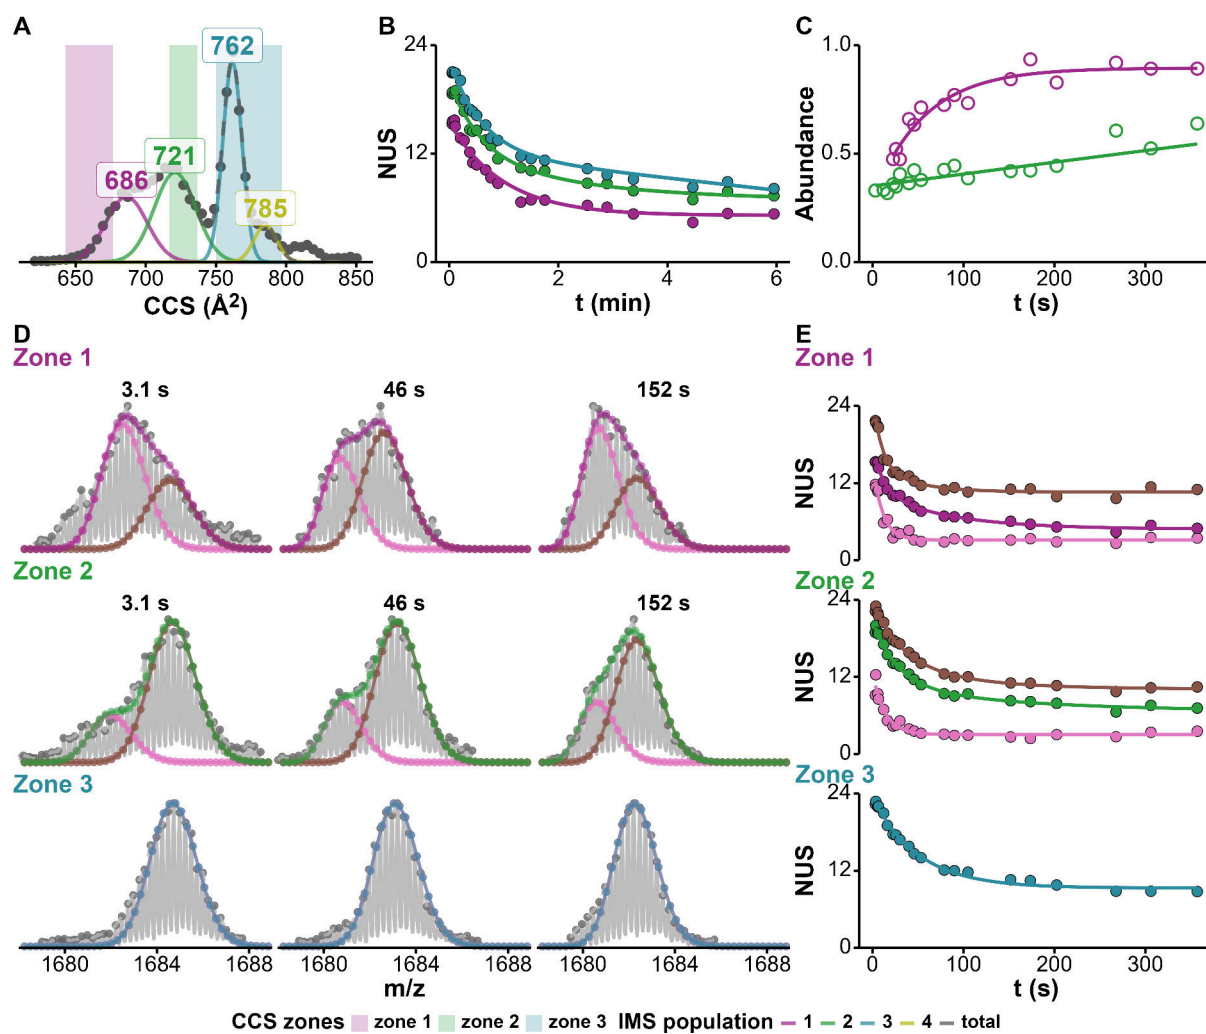 A
B
C
686
721
762
785
650 700 750 800 850
CCS (Å²)
NUS
24
12
0
0 2 4 6
t (min)
Abundance
1.0
0.5
0.0
0 100 200 300
t (s)
D
Zone 1
3.1 s 46 s 152 s
Zone 2
3.1 s 46 s 152 s
Zone 3
1680 1684 1688 1680 1684 1688 1680 1684 1688
m/z
E
Zone 1
NUS
24
12
0
Zone 2
NUS
24
12
0
Zone 3
NUS
24
12
0
0 100 200 300
t (s)
CCS zones zone 1 zone 2 zone 3 IMS population 1 2 3 4 total